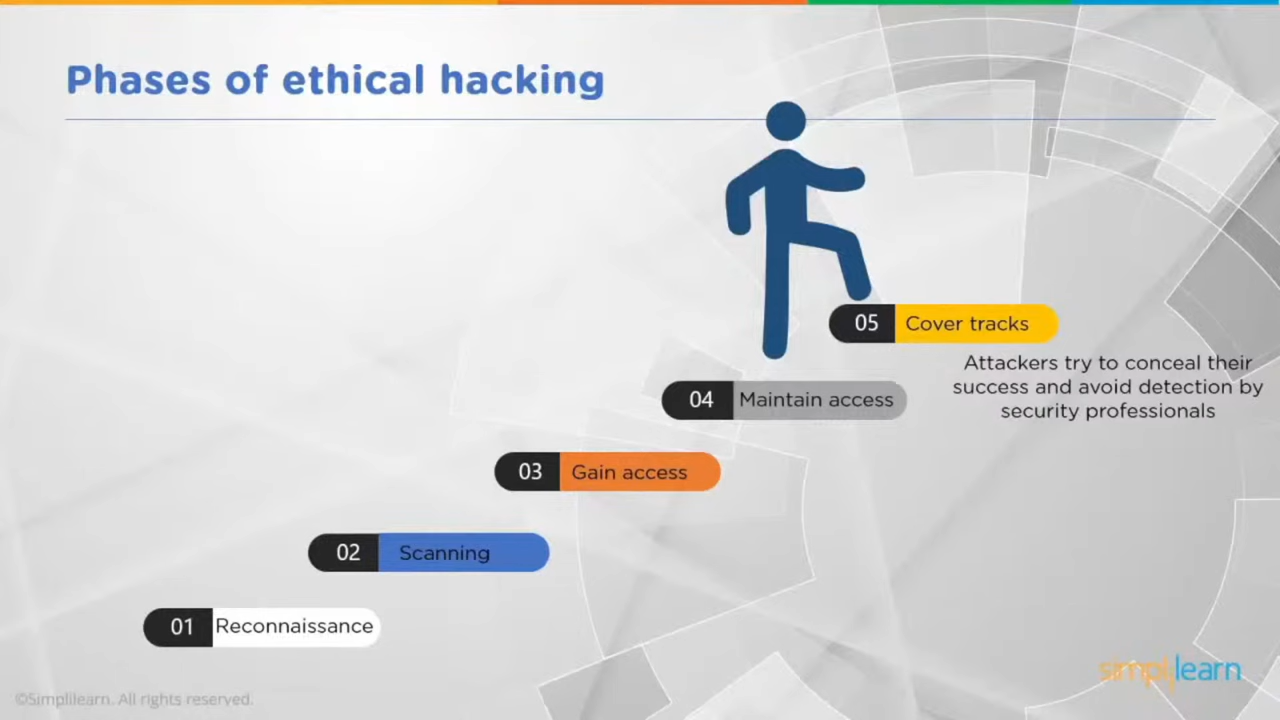 Phases of ethical hacking
05 Cover tracks
Attackers try to conceal their
success and avoid detection by
security professionals
04 Maintain access
03 Gain access
02 Scanning
01 Reconnaissance
simplilearn
©Simplilearn. All rights reserved.